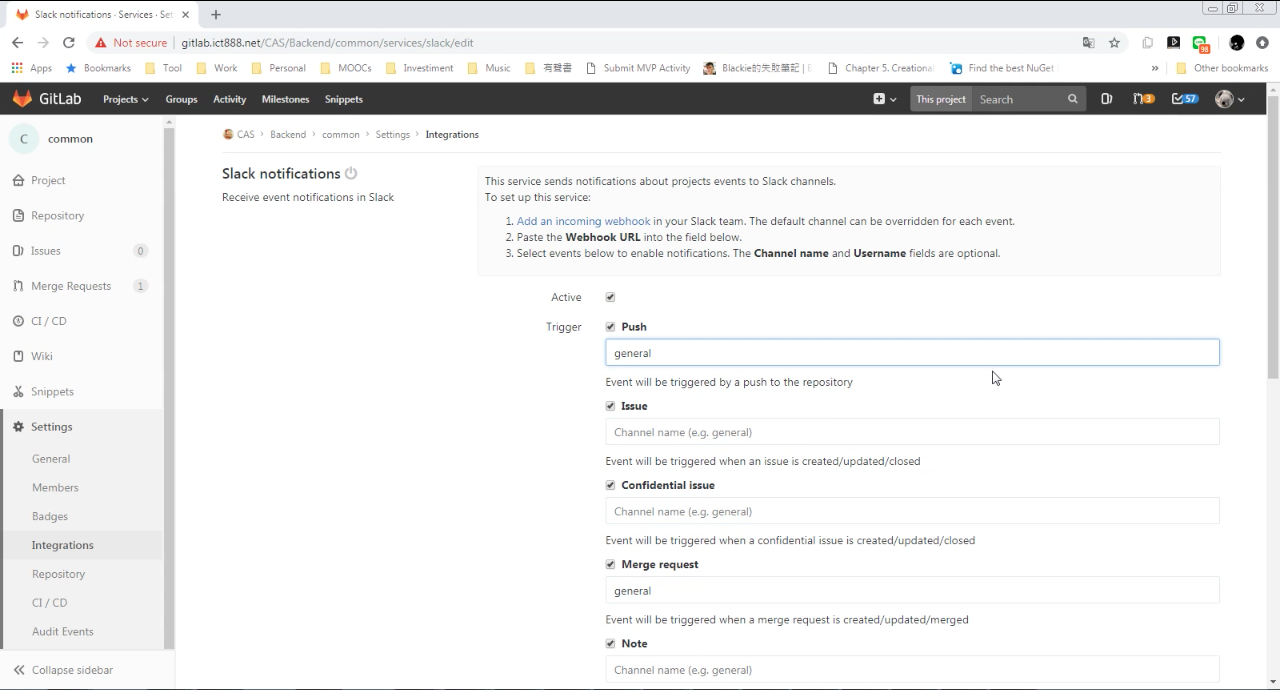 Slack notifications · Services · Set
Not secure | gitlab.ict888.net/CAS/Backend/common/services/slack/edit
98
Apps Bookmarks Tool Work Personal MOOCs Investiment Music 有聲書 Submit MVP Activity Blackie的失敗筆記 | Chapter 5. Creationa Find the best NuGet » Other bookmarks
GitLab Projects Groups Activity Milestones Snippets This project Search 3 57
C common
CAS › Backend › common › Settings › Integrations
Project
Repository
Issues 0
Merge Requests 1
CI / CD
Wiki
Snippets
Settings
General
Members
Badges
Integrations
Repository
CI / CD
Audit Events
Collapse sidebar
Slack notifications
Receive event notifications in Slack
This service sends notifications about projects events to Slack channels.
To set up this service:
1. Add an incoming webhook in your Slack team. The default channel can be overridden for each event.
2. Paste the Webhook URL into the field below.
3. Select events below to enable notifications. The Channel name and Username fields are optional.
Active
Trigger Push
general
Event will be triggered by a push to the repository
Issue
Channel name (e.g. general)
Event will be triggered when an issue is created/updated/closed
Confidential issue
Channel name (e.g. general)
Event will be triggered when a confidential issue is created/updated/closed
Merge request
general
Event will be triggered when a merge request is created/updated/merged
Note
Channel name (e.g. general)